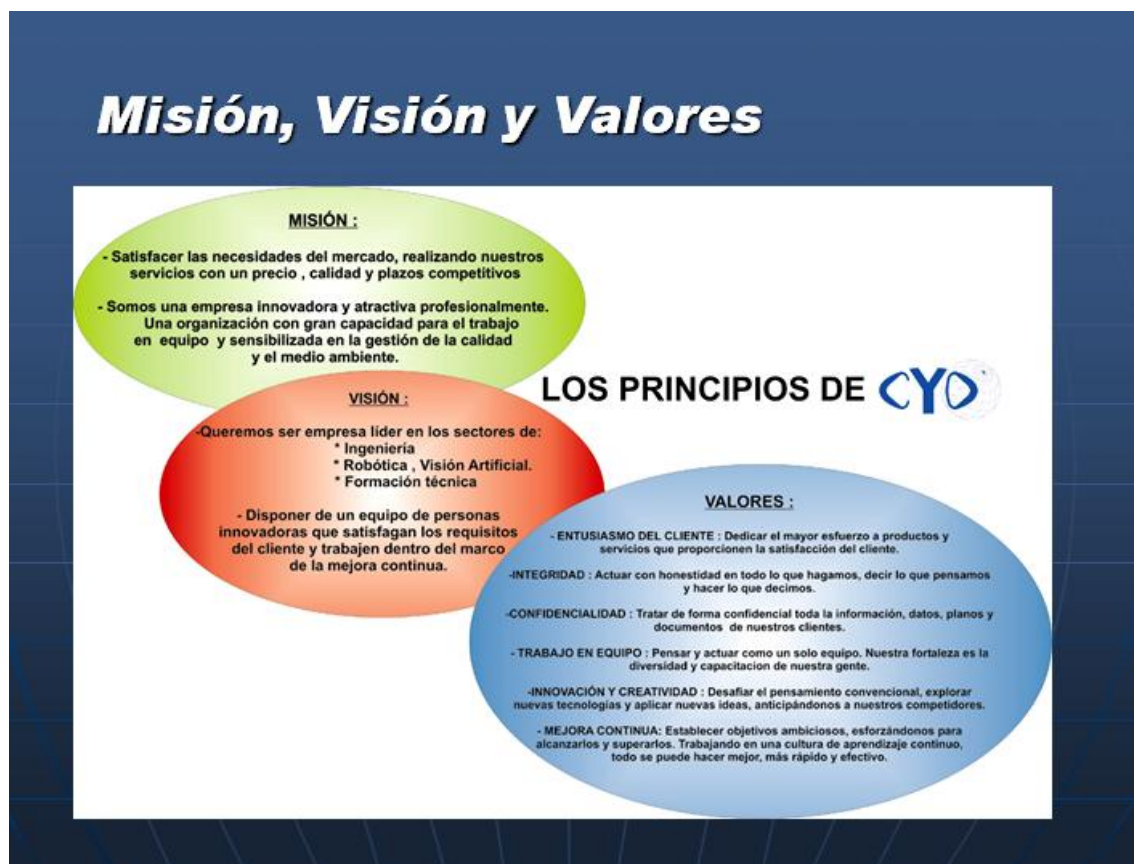 Misión, Visión y Valores
MISIÓN :
- Satisfacer las necesidades del mercado, realizando nuestros
servicios con un precio , calidad y plazos competitivos
- Somos una empresa innovadora y atractiva profesionalmente.
Una organización con gran capacidad para el trabajo
en equipo y sensibilizada en la gestión de la calidad
y el medio ambiente.
LOS PRINCIPIOS DE CYD
VISIÓN :
-Queremos ser empresa líder en los sectores de:
* Ingeniería
* Robótica , Visión Artificial.
* Formación técnica
- Disponer de un equipo de personas
innovadoras que satisfagan los requisitos
del cliente y trabajen dentro del marco
de la mejora continua.
VALORES :
- ENTUSIASMO DEL CLIENTE : Dedicar el mayor esfuerzo a productos y
servicios que proporcionen la satisfacción del cliente.
-INTEGRIDAD : Actuar con honestidad en todo lo que hagamos, decir lo que pensamos
y hacer lo que decimos.
-CONFIDENCIALIDAD : Tratar de forma confidencial toda la información, datos, planos y
documentos de nuestros clientes.
- TRABAJO EN EQUIPO : Pensar y actuar como un solo equipo. Nuestra fortaleza es la
diversidad y capacitacion de nuestra gente.
-INNOVACIÓN Y CREATIVIDAD : Desafiar el pensamiento convencional, explorar
nuevas tecnologías y aplicar nuevas ideas, anticipándonos a nuestros competidores.
- MEJORA CONTINUA: Establecer objetivos ambiciosos, esforzándonos para
alcanzarlos y superarlos. Trabajando en una cultura de aprendizaje continuo,
todo se puede hacer mejor, más rápido y efectivo.